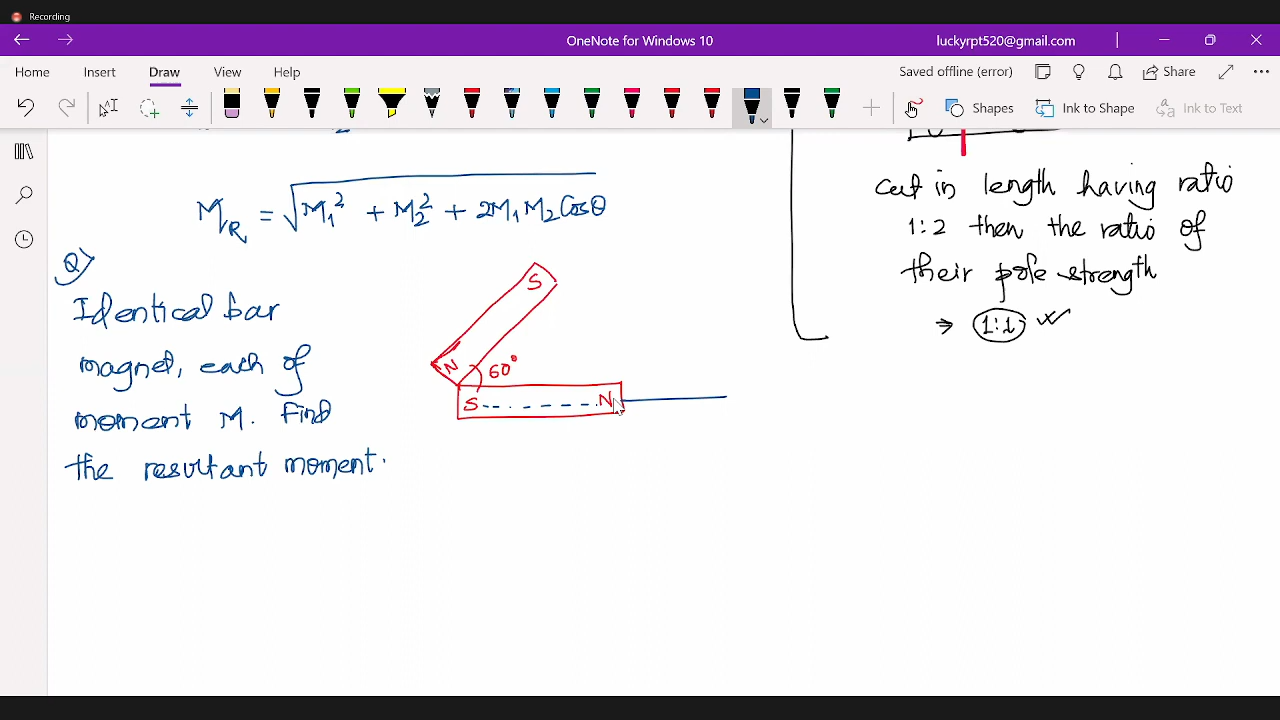 Recording
OneNote for Windows 10
luckyrpt520@gmail.com
Home Insert Draw View Help
Saved offline (error)
Share
Shapes
Ink to Shape
Ink to Text
2
M_R = √M₁² + M₂² + 2M₁M₂ Cosθ
Q)
Identical bar
magnet, each of
moment M. Find
the resultant moment.
S
N
60°
S N
cut in length having ratio
1:2 then the ratio of
their pole strength
⇒ 1:1